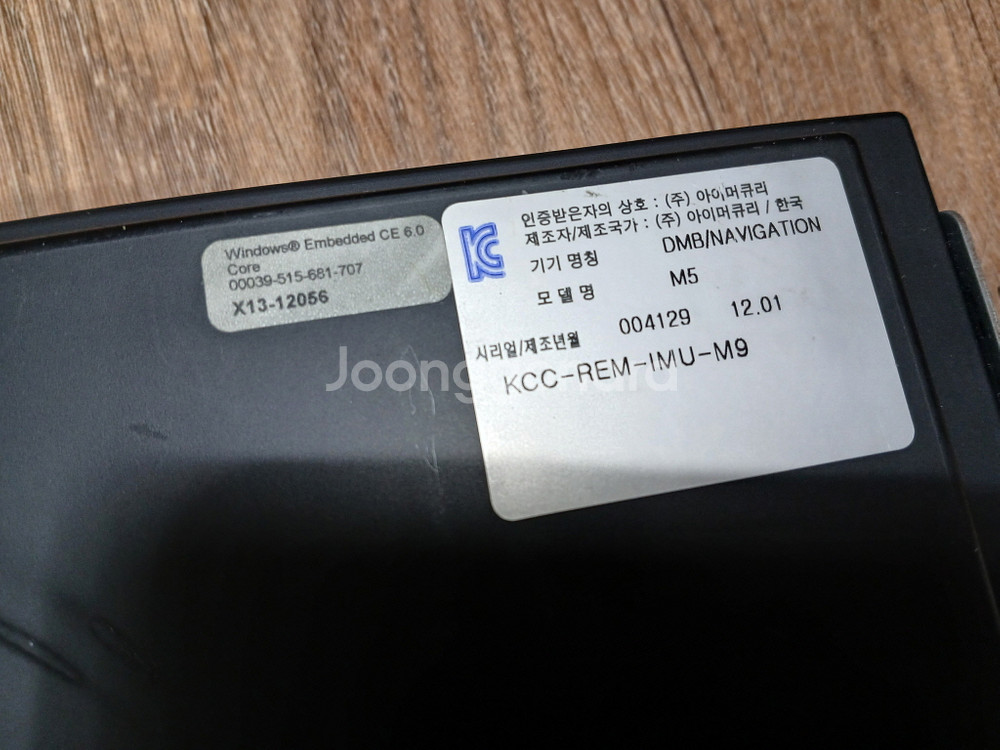 Windows® Embedded CE 6.0
Core
00039-515-681-707
X13-12056
인증받은자의 상호 : (주) 아이머큐리
제조자/제조국가 : (주) 아이머큐리 / 한국
기기 명칭 DMB/NAVIGATION
모 델 명 M5
시리얼/제조년월 004129 12.01
KCC-REM-IMU-M9